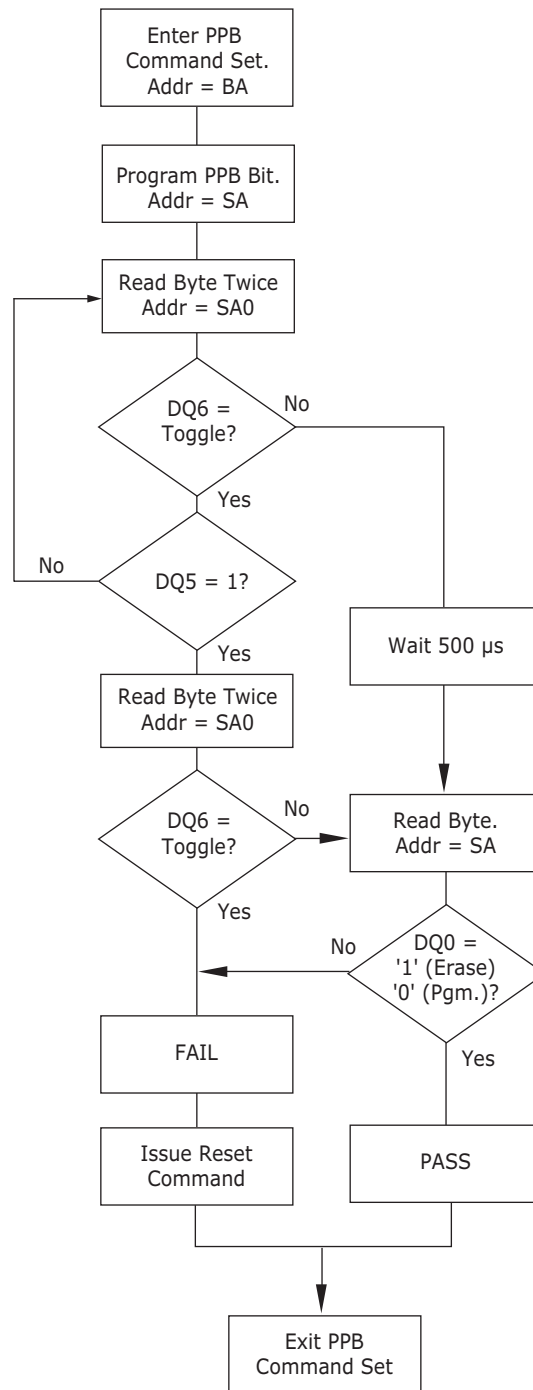 Enter PPB
Command Set.
Addr = BA
Program PPB Bit.
Addr = SA
Read Byte Twice
Addr = SA0
DQ6 =
Toggle?
No
Yes
No
DQ5 = 1?
Yes
Wait 500 µs
Read Byte Twice
Addr = SA0
DQ6 =
Toggle?
No
Yes
Read Byte.
Addr = SA
No
DQ0 =
'1' (Erase)
'0' (Pgm.)?
Yes
FAIL
Issue Reset
Command
PASS
Exit PPB
Command Set